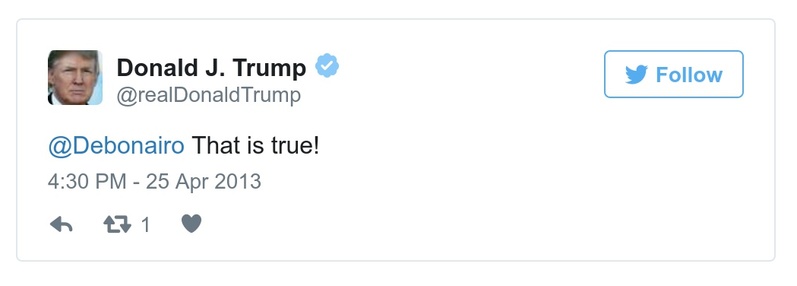 Donald J. Trump
@realDonaldTrump
Follow
@Debonairo That is true!
4:30 PM - 25 Apr 2013
1